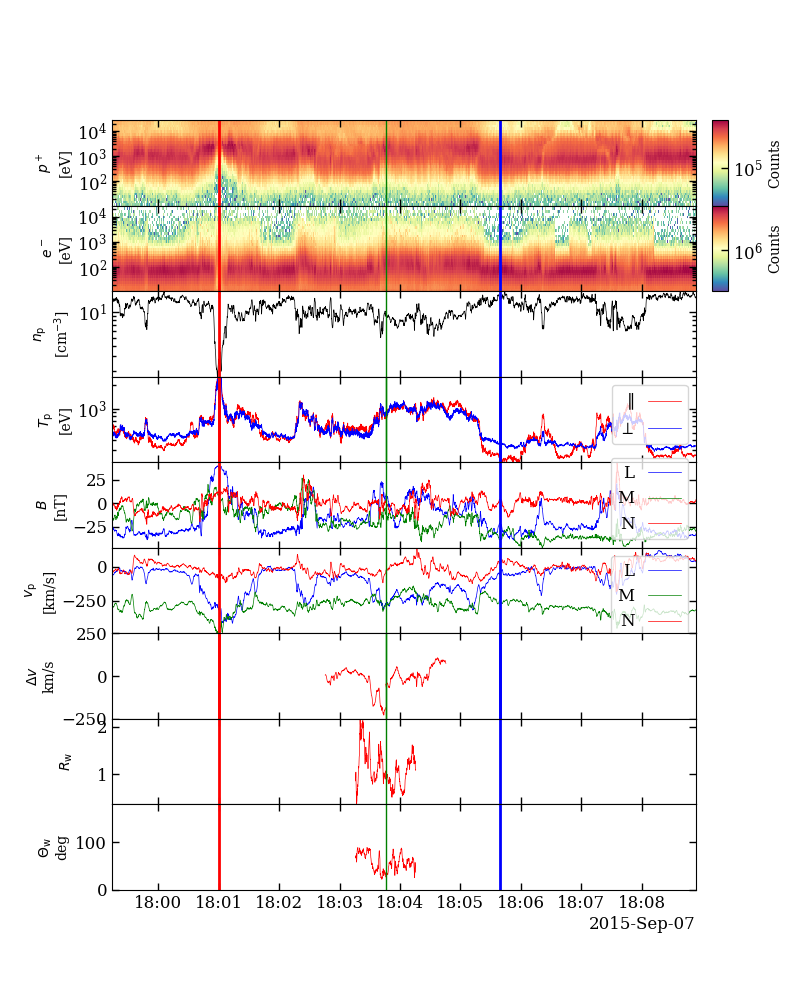 p⁺ [eV]
10⁴
10³
10²
Counts
10⁵
e⁻ [eV]
10⁴
10³
10²
Counts
10⁶
nₚ [cm⁻³]
10¹
Tₚ [eV]
10³
∥
⊥
B [nT]
25
0
−25
L
M
N
vₚ [km/s]
0
−250
L
M
N
Δv km/s
250
0
−250
R_w
2
1
Θ_w deg
100
0
18:00 18:01 18:02 18:03 18:04 18:05 18:06 18:07 18:08
2015-Sep-07